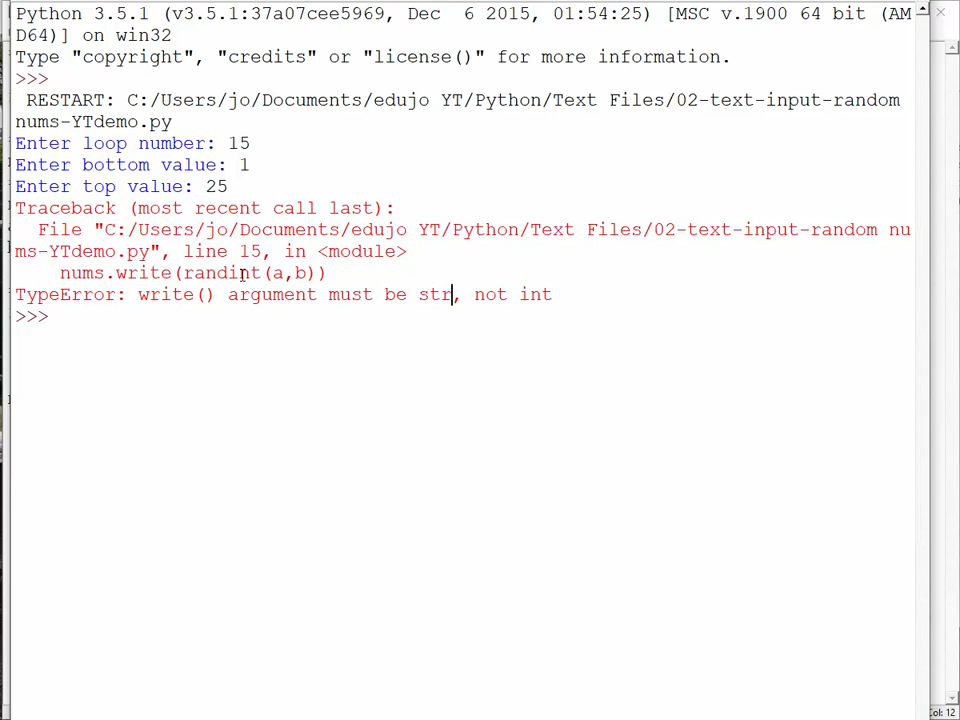 Python 3.5.1 (v3.5.1:37a07cee5969, Dec  6 2015, 01:54:25) [MSC v.1900 64 bit (AM
D64)] on win32
Type "copyright", "credits" or "license()" for more information.
>>>
 RESTART: C:/Users/jo/Documents/edujo YT/Python/Text Files/02-text-input-random
nums-YTdemo.py
Enter loop number: 15
Enter bottom value: 1
Enter top value: 25
Traceback (most recent call last):
  File "C:/Users/jo/Documents/edujo YT/Python/Text Files/02-text-input-random nu
ms-YTdemo.py", line 15, in <module>
    nums.write(randint(a,b))
TypeError: write() argument must be str, not int
>>>
Col: 12